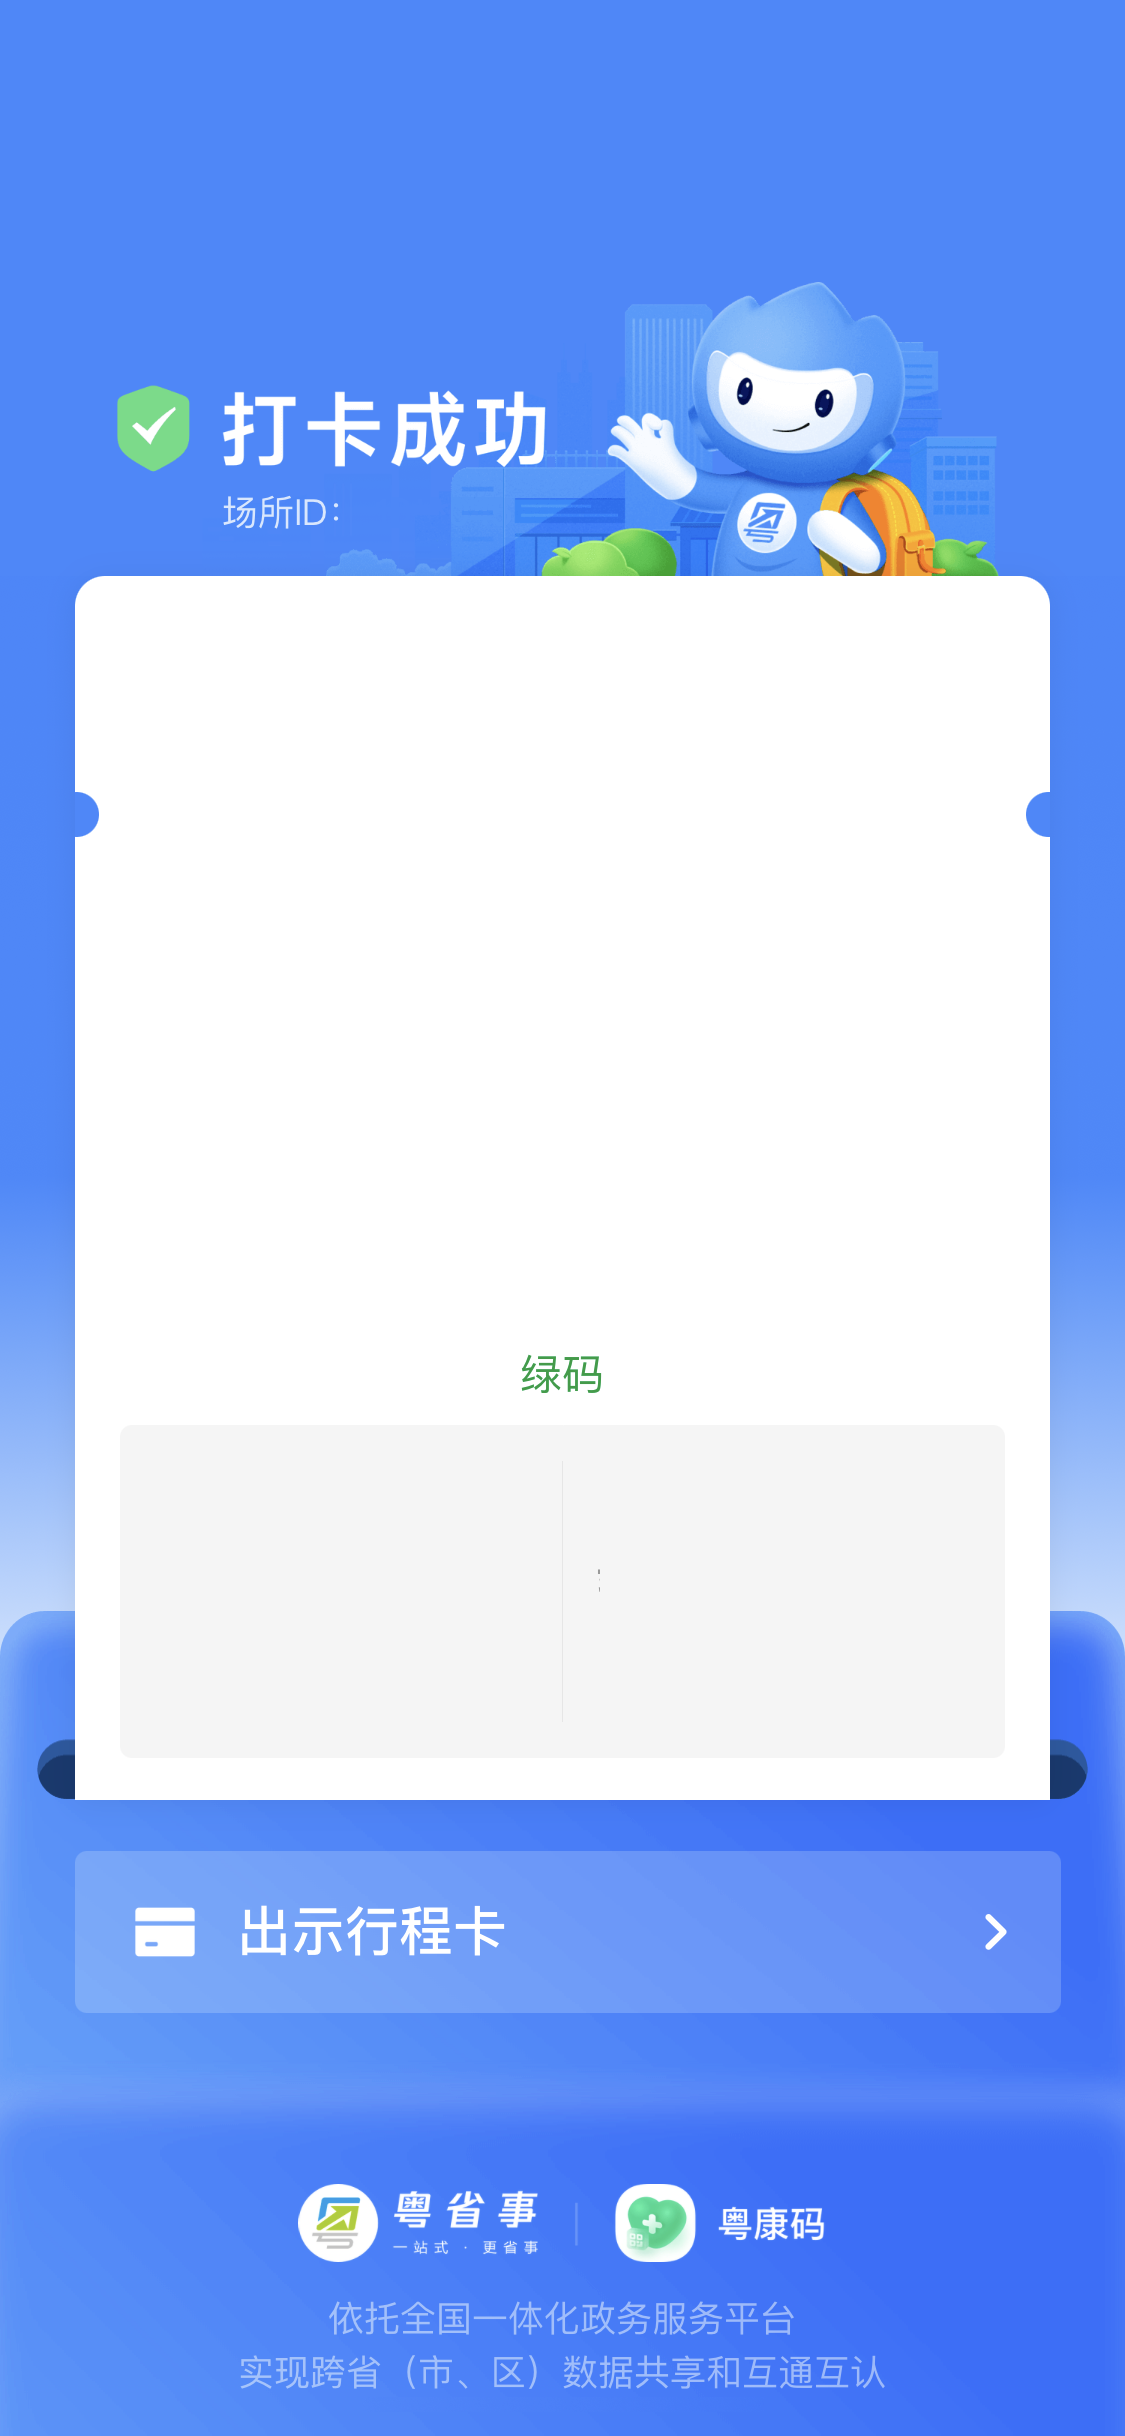 打卡成功
场所ID:
绿码
出示行程卡
粤省事
一站式 · 更省事
粤康码
依托全国一体化政务服务平台
实现跨省（市、区）数据共享和互通互认